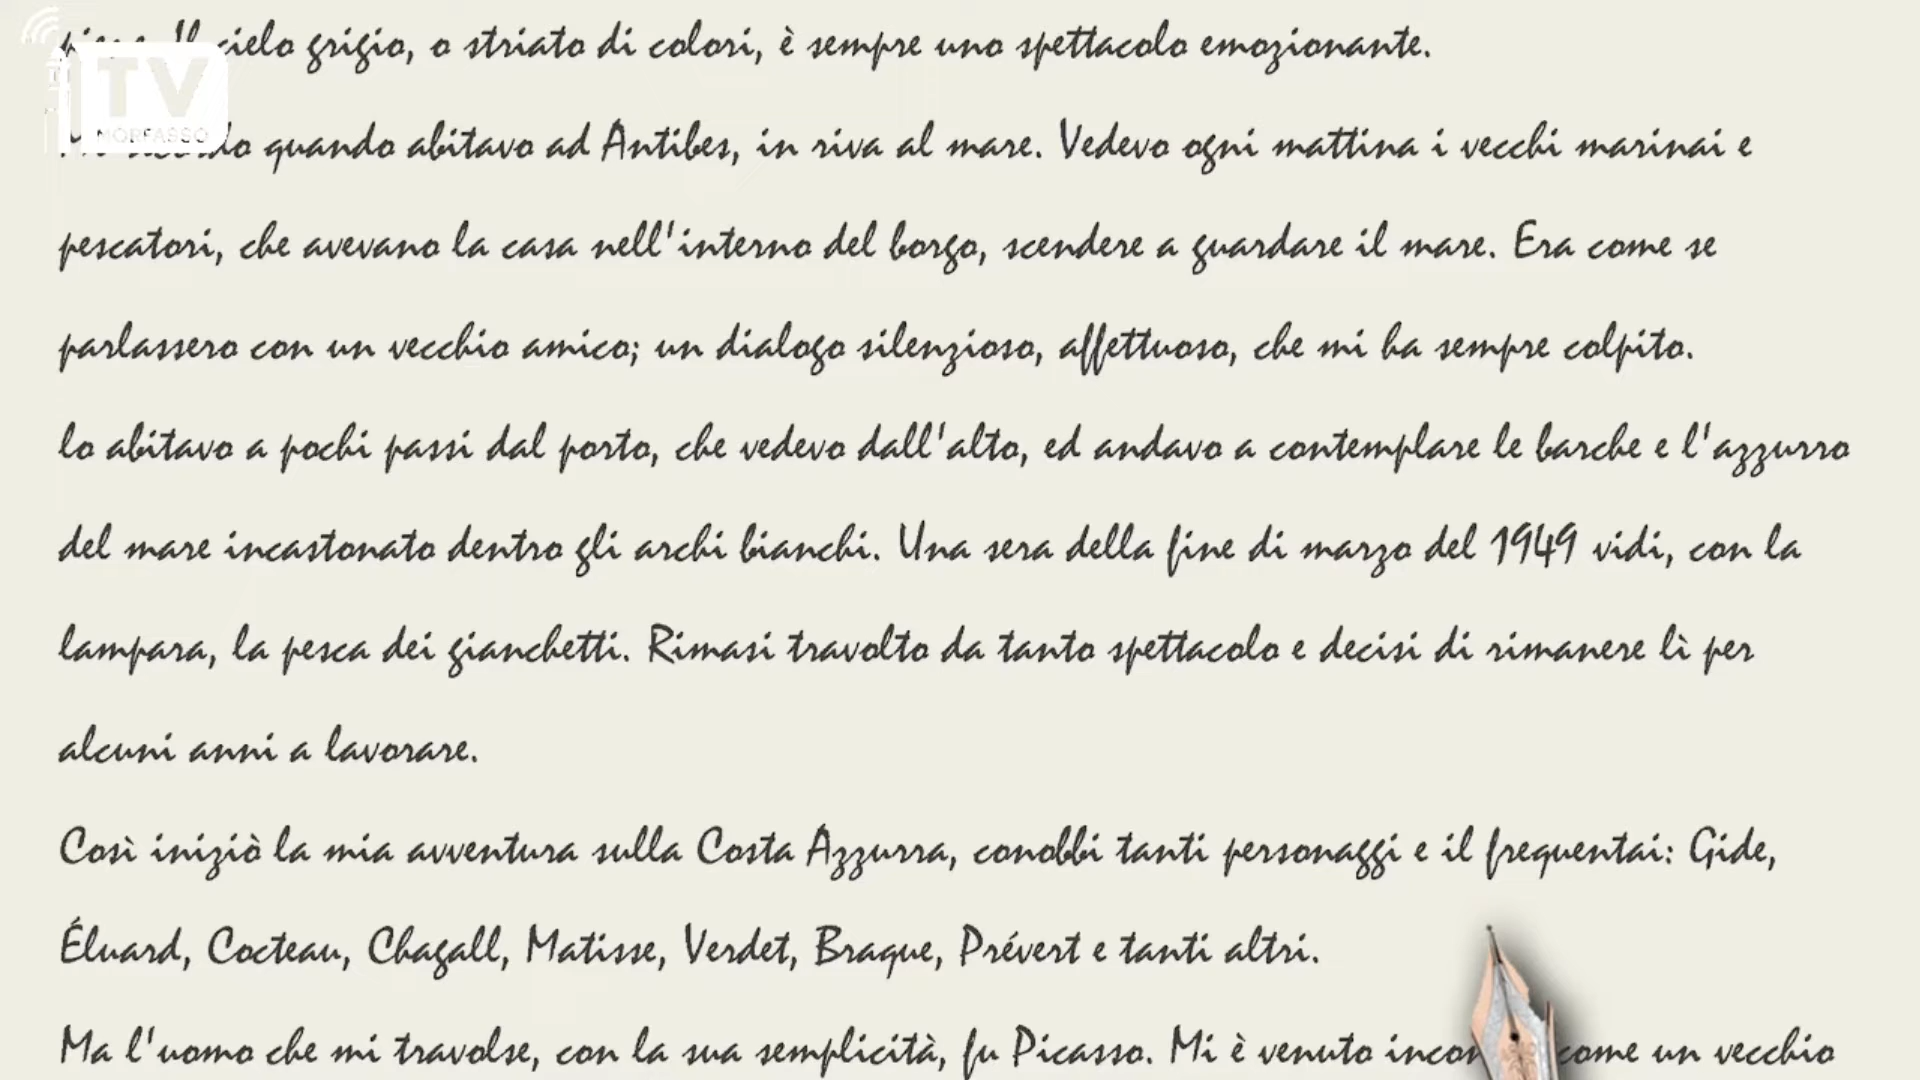 TV
MORFASSO
Il cielo grigio, o striato di colori, è sempre uno spettacolo emozionante.
quando abitavo ad Antibes, in riva al mare. Vedevo ogni mattina i vecchi marinai e
pescatori, che avevano la casa nell'interno del borgo, scendere a guardare il mare. Era come se
parlassero con un vecchio amico; un dialogo silenzioso, affettuoso, che mi ha sempre colpito.
lo abitavo a pochi passi dal porto, che vedevo dall'alto, ed andavo a contemplare le barche e l'azzurro
del mare incastonato dentro gli archi bianchi. Una sera della fine di marzo del 1949 vidi, con la
lampara, la pesca dei gianchetti. Rimasi travolto da tanto spettacolo e decisi di rimanere lì per
alcuni anni a lavorare.
Così iniziò la mia avventura sulla Costa Azzurra, conobbi tanti personaggi e il frequentai: Gide,
Éluard, Cocteau, Chagall, Matisse, Verdet, Braque, Prévert e tanti altri.
Ma l'uomo che mi travolse, con la sua semplicità, fu Picasso. Mi è venuto come un vecchio